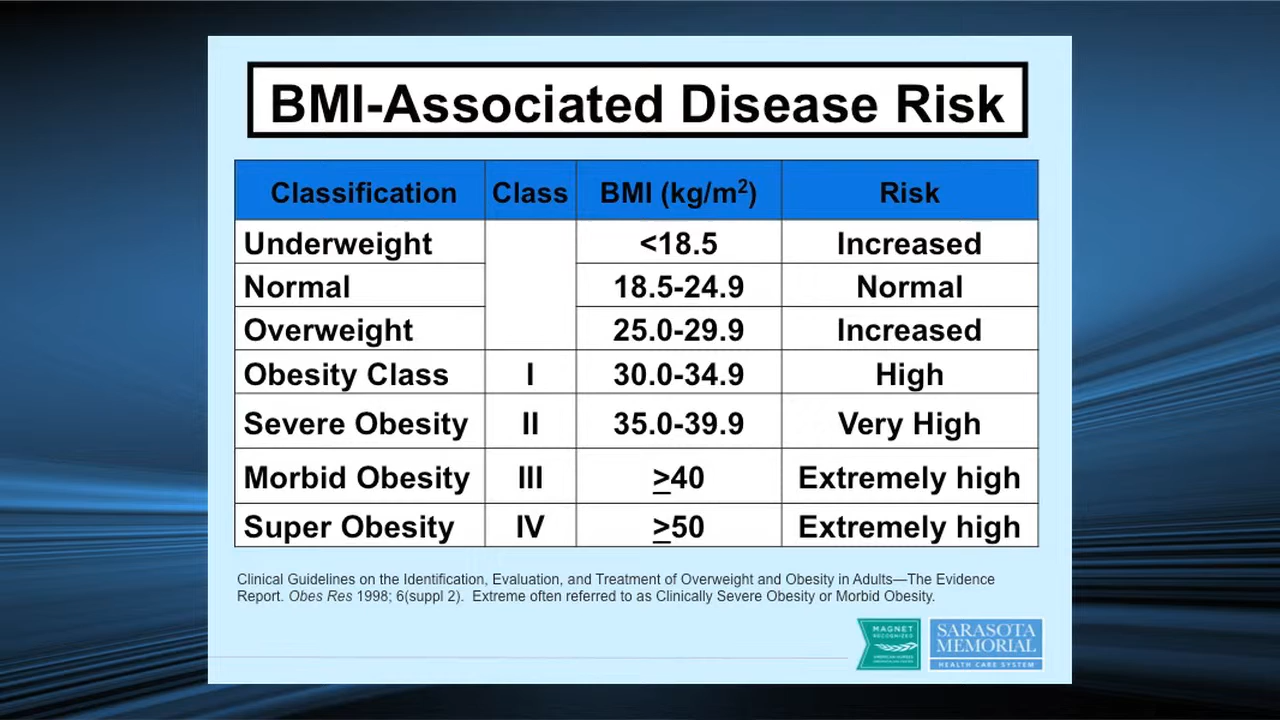 BMI-Associated Disease Risk
Classification Class BMI (kg/m²) Risk
Underweight <18.5 Increased
Normal 18.5-24.9 Normal
Overweight 25.0-29.9 Increased
Obesity Class I 30.0-34.9 High
Severe Obesity II 35.0-39.9 Very High
Morbid Obesity III ≥40 Extremely high
Super Obesity IV ≥50 Extremely high
Clinical Guidelines on the Identification, Evaluation, and Treatment of Overweight and Obesity in Adults—The Evidence
Report. Obes Res 1998; 6(suppl 2). Extreme often referred to as Clinically Severe Obesity or Morbid Obesity.
MAGNET
RECOGNIZED
AMERICAN NURSES
CREDENTIALING CENTER
SARASOTA
MEMORIAL
HEALTH CARE SYSTEM